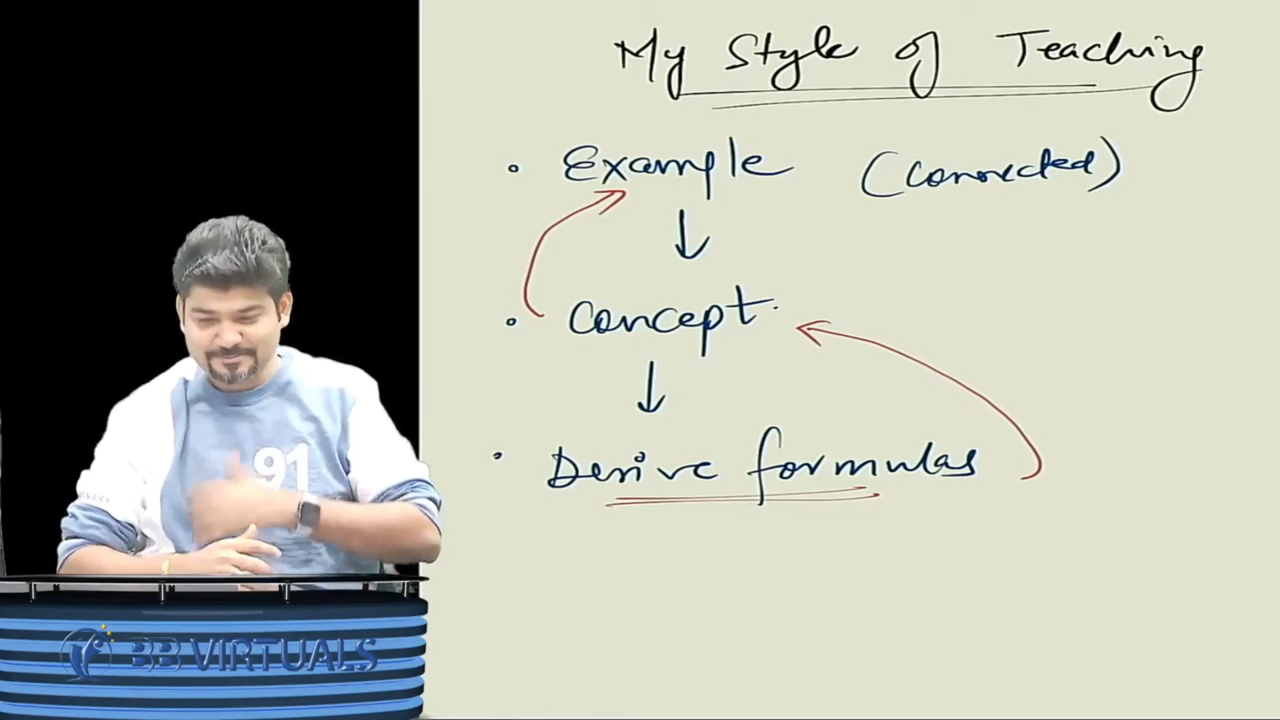 My Style of Teaching
• Example (Connected)
↓
• Concept.
↓
• Derive formulas
91
BB VIRTUALS